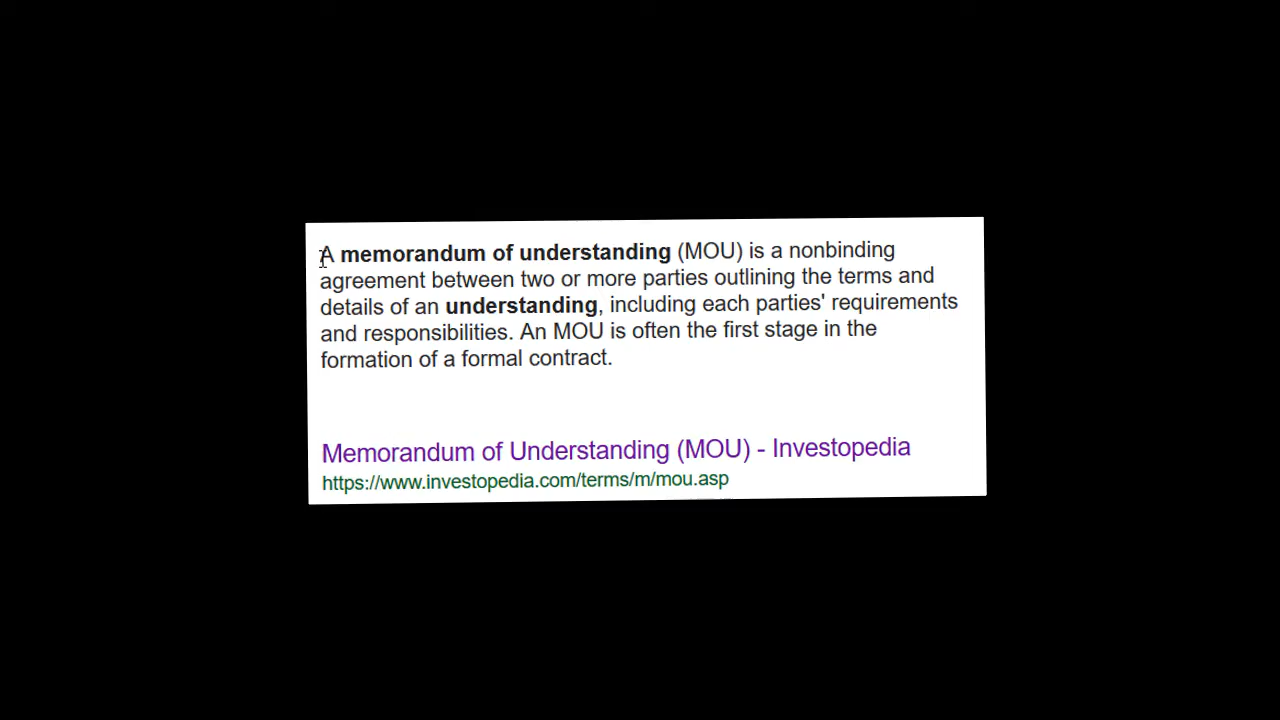 A memorandum of understanding (MOU) is a nonbinding
agreement between two or more parties outlining the terms and
details of an understanding, including each parties' requirements
and responsibilities. An MOU is often the first stage in the
formation of a formal contract.
Memorandum of Understanding (MOU) - Investopedia
https://www.investopedia.com/terms/m/mou.asp